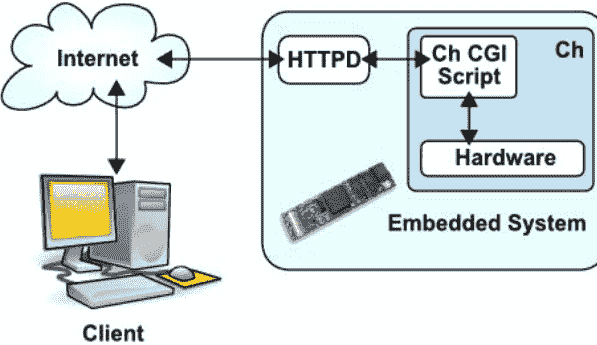 Internet
HTTPD
Ch CGI
Script
Ch
Hardware
Embedded System
Client